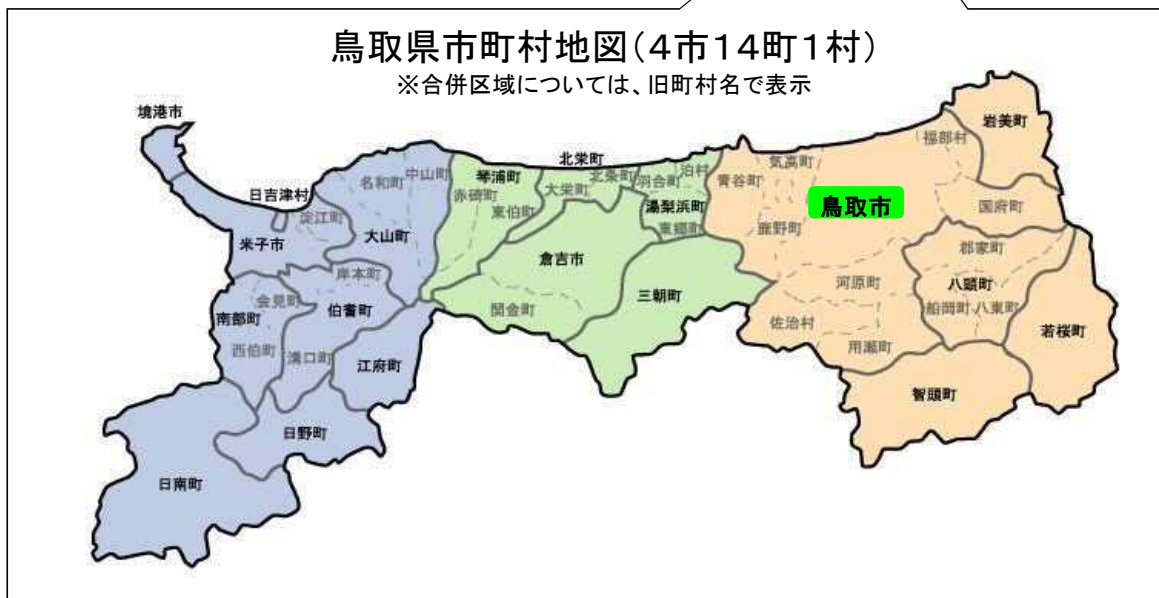 鳥取県市町村地図(4市14町1村)
※合併区域については、旧町村名で表示
境港市
岩美町
福部村
北栄町
気高町
泊村
中山町
琴浦町
北条町
羽合町
青谷町
名和町
大栄町
赤碕町
日吉津村
湯梨浜町
鳥取市
国府町
淀江町
東伯町
東郷町
鹿野町
大山町
米子市
郡家町
倉吉市
岸本町
河原町
八頭町
三朝町
会見町
伯耆町
関金町
船岡町
八東町
南部町
佐治村
若桜町
西伯町
溝口町
用瀬町
江府町
智頭町
日野町
日南町